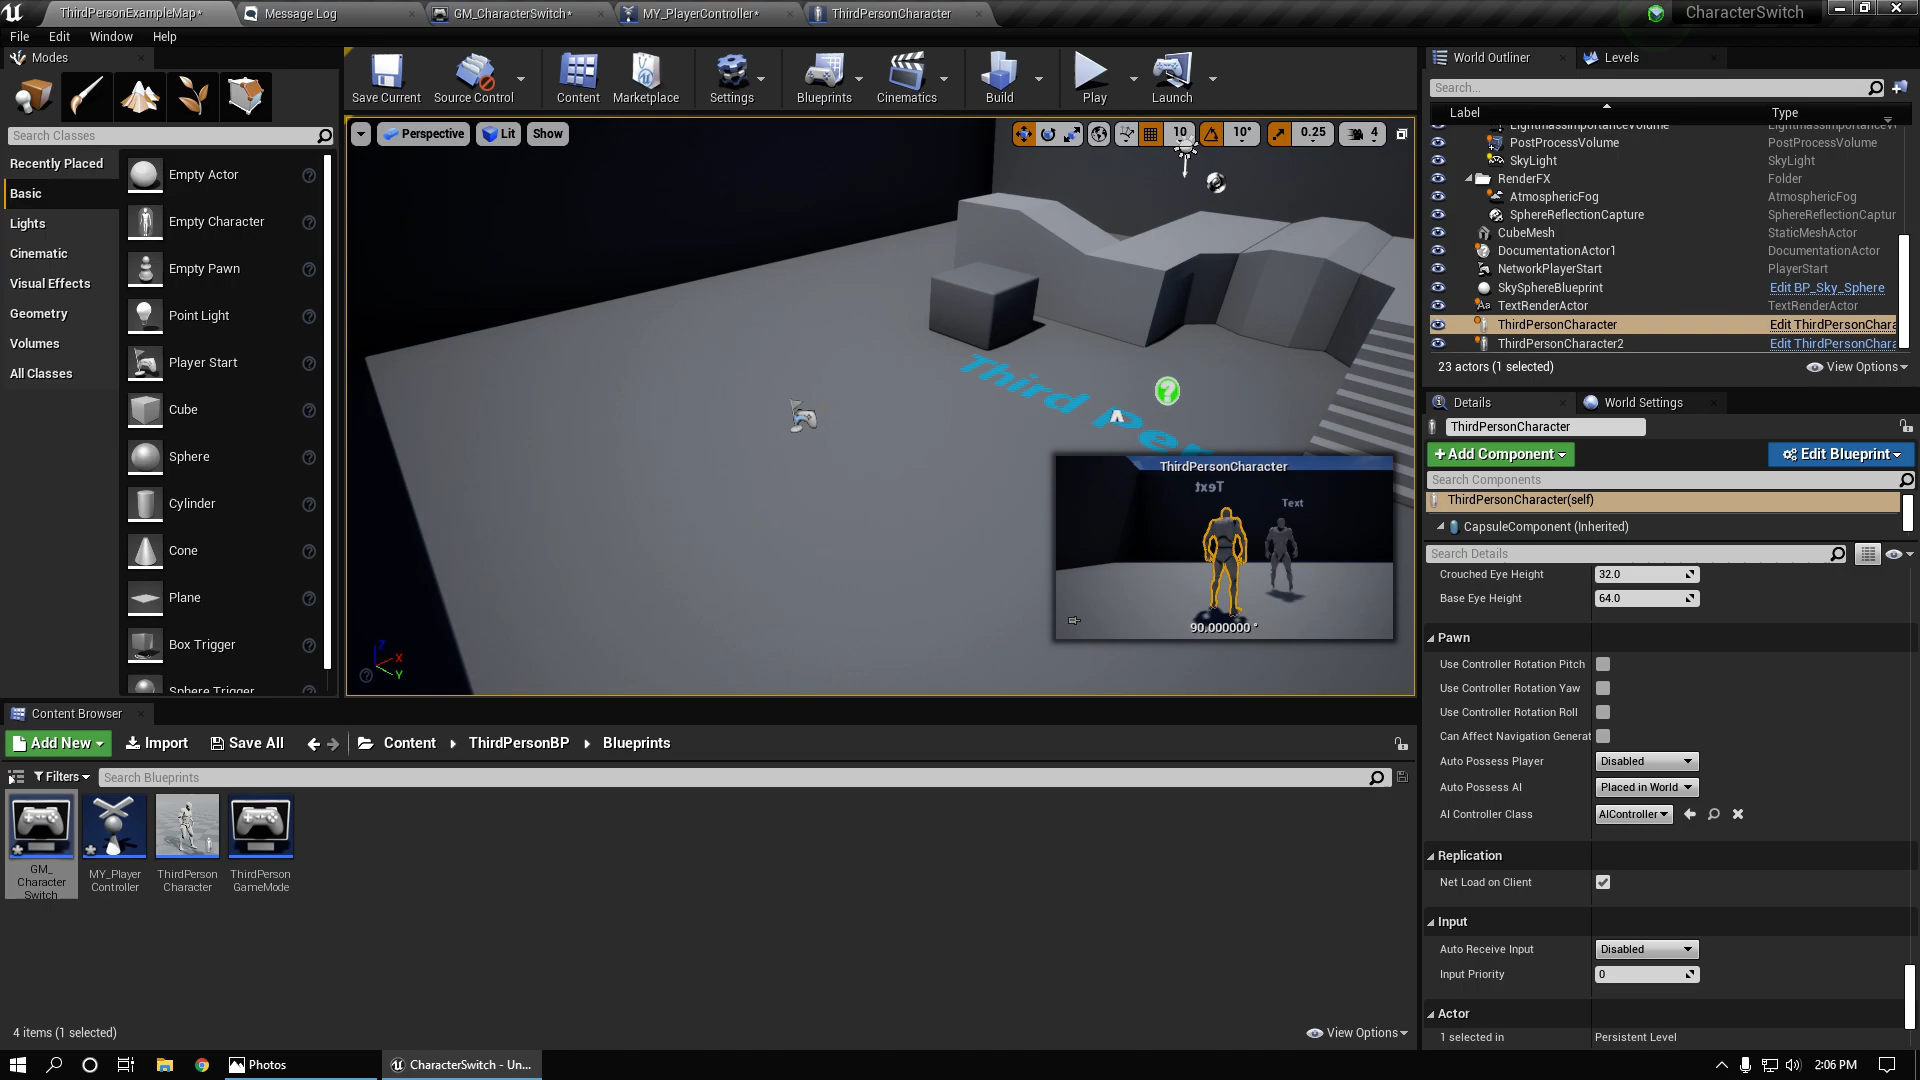 ThirdPersonExampleMap*
Message Log
GM_CharacterSwitch*
MY_PlayerController*
ThirdPersonCharacter
CharacterSwitch
File
Edit
Window
Help
Modes
Search Classes
Recently Placed
Basic
Lights
Cinematic
Visual Effects
Geometry
Volumes
All Classes
Empty Actor
Empty Character
Empty Pawn
Point Light
Player Start
Cube
Sphere
Cylinder
Cone
Plane
Box Trigger
Sphere Trigger
Save Current
Source Control
Content
Marketplace
Settings
Blueprints
Cinematics
Build
Play
Launch
Perspective
Lit
Show
10
10°
0.25
4
Third Per
ThirdPersonCharacter
Text
Text
90.000000 °
X
Y
Z
World Outliner
Levels
Search...
Label
Type
LightmassImportanceVolume
PostProcessVolume
PostProcessVolume
SkyLight
SkyLight
RenderFX
Folder
AtmosphericFog
AtmosphericFog
SphereReflectionCapture
SphereReflectionCaptur
CubeMesh
StaticMeshActor
DocumentationActor1
DocumentationActor
NetworkPlayerStart
PlayerStart
SkySphereBlueprint
Edit BP_Sky_Sphere
TextRenderActor
TextRenderActor
ThirdPersonCharacter
Edit ThirdPersonChara
ThirdPersonCharacter2
Edit ThirdPersonChara
23 actors (1 selected)
View Options
Details
World Settings
ThirdPersonCharacter
+Add Component
Edit Blueprint
Search Components
ThirdPersonCharacter(self)
CapsuleComponent (Inherited)
Search Details
Crouched Eye Height
32.0
Base Eye Height
64.0
Pawn
Use Controller Rotation Pitch
Use Controller Rotation Yaw
Use Controller Rotation Roll
Can Affect Navigation Generat
Auto Possess Player
Disabled
Auto Possess AI
Placed in World
AI Controller Class
AIController
Replication
Net Load on Client
Input
Auto Receive Input
Disabled
Input Priority
0
Actor
1 selected in
Persistent Level
Content Browser
Add New
Import
Save All
Content
ThirdPersonBP
Blueprints
Filters
Search Blueprints
GM_
Character
Switch
MY_Player
Controller
ThirdPerson
Character
ThirdPerson
GameMode
4 items (1 selected)
View Options
Photos
CharacterSwitch - Un...
2:06 PM